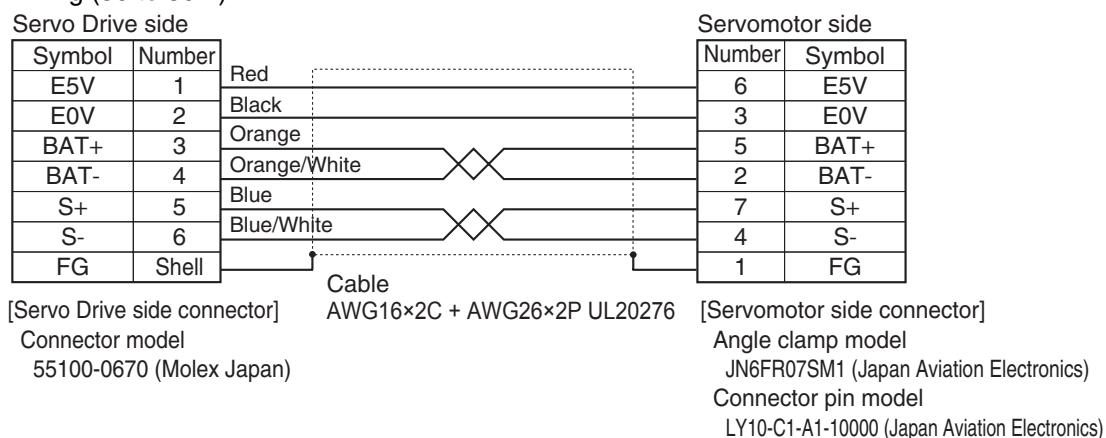 Servo Drive side
Servomotor side
Symbol Number
Number Symbol
E5V 1 Red 6 E5V
E0V 2 Black 3 E0V
BAT+ 3 Orange 5 BAT+
BAT- 4 Orange/White 2 BAT-
S+ 5 Blue 7 S+
S- 6 Blue/White 4 S-
FG Shell 1 FG
Cable
AWG16×2C + AWG26×2P UL20276
[Servo Drive side connector]
Connector model
55100-0670 (Molex Japan)
[Servomotor side connector]
Angle clamp model
JN6FR07SM1 (Japan Aviation Electronics)
Connector pin model
LY10-C1-A1-10000 (Japan Aviation Electronics)